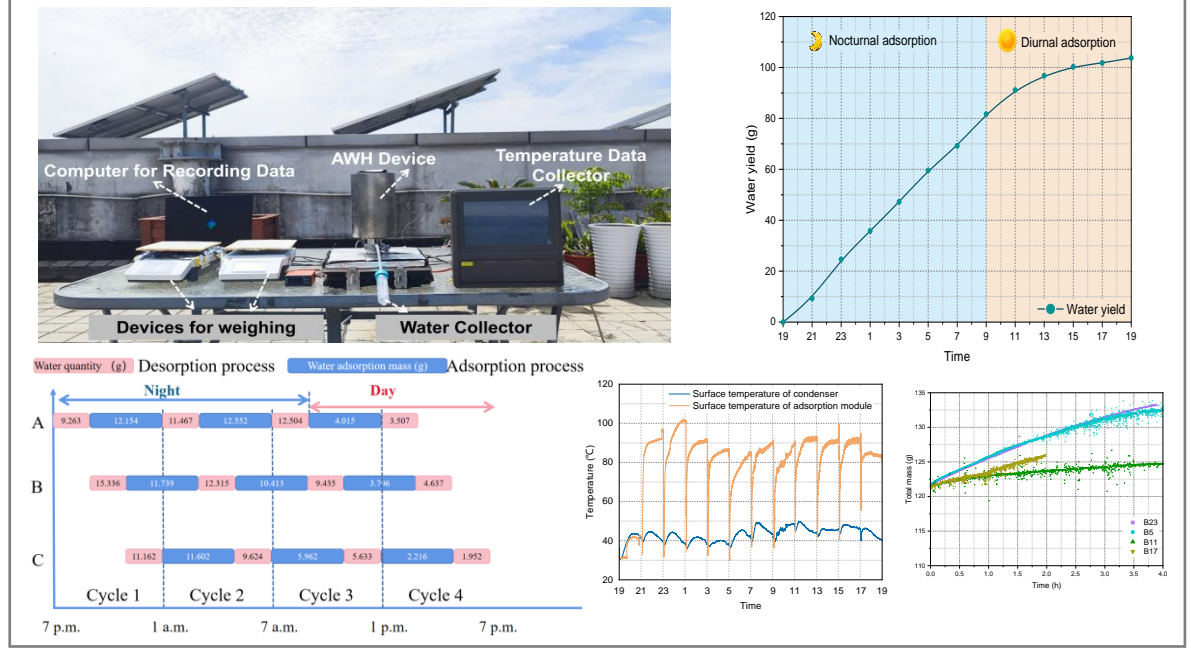 Computer for Recording Data
AWH Device
Temperature Data
Collector
Devices for weighing
Water Collector
120
100
80
60
40
20
0
Water yield (g)
Nocturnal adsorption
Diurnal adsorption
Water yield
19 21 23 1 3 5 7 9 11 13 15 17 19
Time
Water quantity (g) Desorption process Water adsorption mass (g) Adsorption process
Night Day
A 9.263 12.154 11.467 12.552 12.504 4.015 3.507
B 15.336 11.739 12.315 10.413 9.435 4.637
C 11.162 11.602 9.624 5.962 5.633 2.216 1.952
Cycle 1 Cycle 2 Cycle 3 Cycle 4
7 p.m. 1 a.m. 7 a.m. 1 p.m. 7 p.m.
120
100
80
60
40
20
Temperature (℃)
Surface temperature of condenser
Surface temperature of adsorption module
19 21 23 1 3 5 7 9 11 13 15 17 19
Time
135
130
125
120
115
110
Total mass (g)
B23
B5
B11
B17
0.0 0.5 1.0 1.5 2.0 2.5 3.0 3.5 4.0
Time (h)